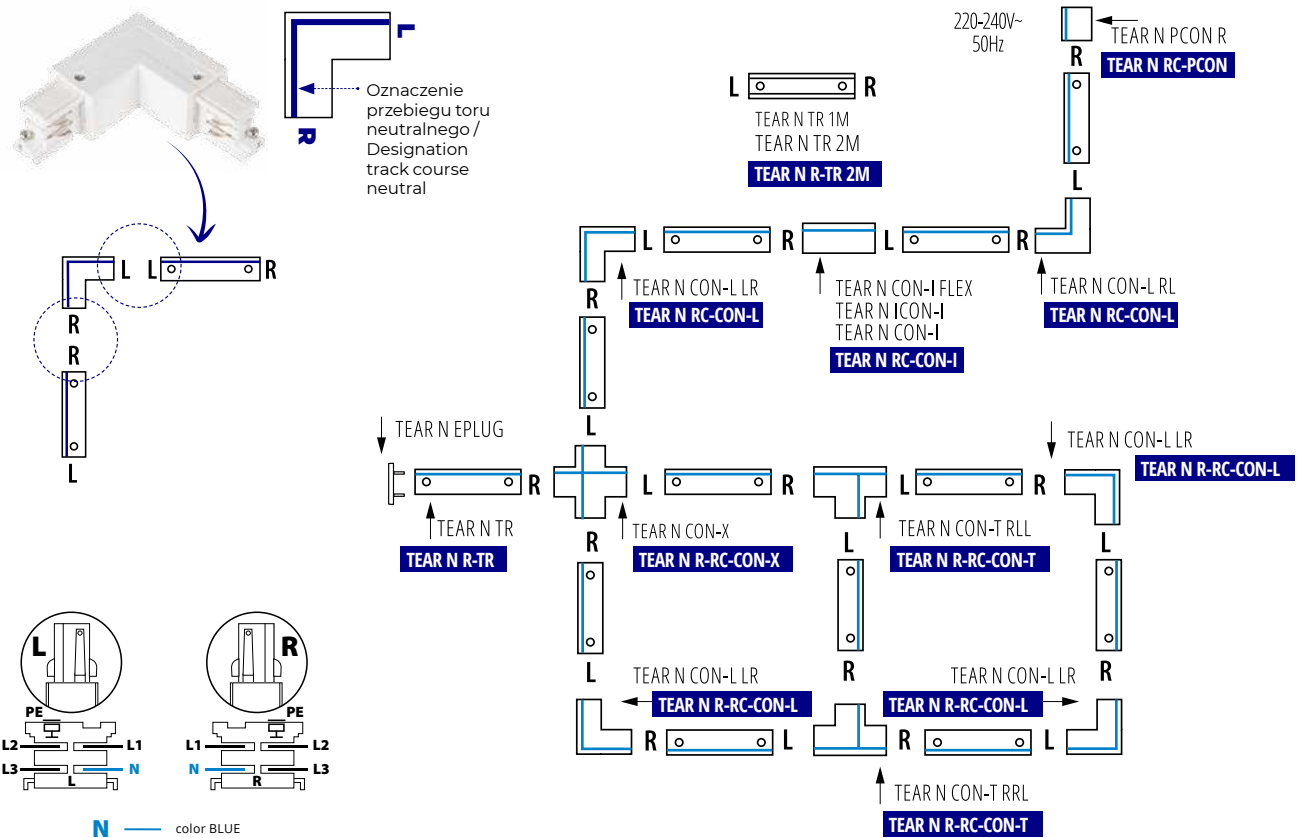 L
R
Oznaczenie
przebiegu toru
neutralnego /
Designation
track course
neutral
L L R
R
R
L
220-240V~
50Hz
TEAR N PCON R
TEAR N RC-PCON
R
L
L R
TEAR N TR 1M
TEAR N TR 2M
TEAR N R-TR 2M
L R L R
TEAR N CON-L LR
TEAR N RC-CON-L
TEAR N CON-I FLEX
TEAR N ICON-I
TEAR N CON-I
TEAR N RC-CON-I
TEAR N CON-L RL
TEAR N RC-CON-L
R
L
TEAR N EPLUG
TEAR N CON-L LR
TEAR N R-RC-CON-L
R L R L R
TEAR N TR
TEAR N R-TR
TEAR N CON-X
TEAR N R-RC-CON-X
TEAR N CON-T RLL
TEAR N R-RC-CON-T
R L L
L R R
TEAR N CON-L LR
TEAR N R-RC-CON-L
TEAR N CON-L LR
TEAR N R-RC-CON-L
R L R L
TEAR N CON-T RRL
TEAR N R-RC-CON-T
L
PE
L2 L1
L3 N
L
R
PE
L1 L2
N L3
R
N color BLUE